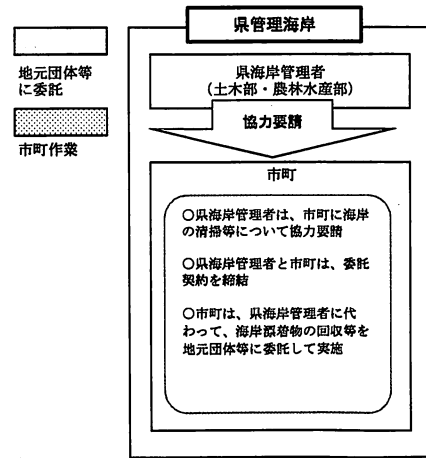 県管理海岸
地元団体等
に委託
市町作業
県海岸管理者
(土木部・農林水産部)
協力要請
市町
○県海岸管理者は、市町に海岸
の清掃等について協力要請
○県海岸管理者と市町は、委託
契約を締結
○市町は、県海岸管理者に代
わって、海岸漂着物の回収等を
地元団体等に委託して実施